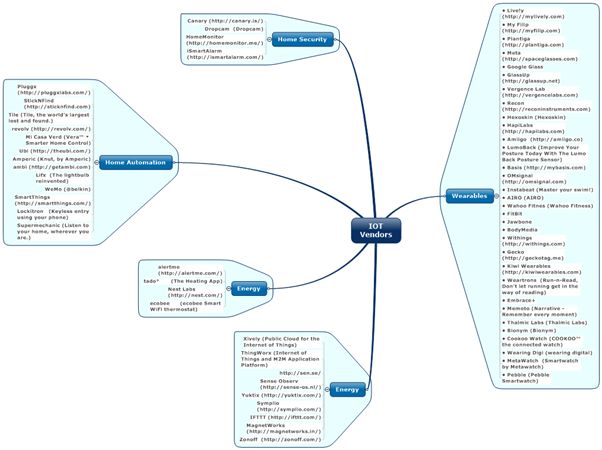 Canary (http://canary.is/)
Dropcam (Dropcam)
HomeMonitor
(http://homemonitor.me/)
iSmartAlarm
(http://ismartalarm.com/)
Home Security
Pluggx
(http://pluggxlabs.com/)
StickNFind
(http://sticknfind.com)
Tile (Tile, the world's largest
lost and found.)
revolv (http://revolv.com/)
Mi Casa Verd (Vera™ •
Smarter Home Control)
Ubi (http://theubi.com/)
Amperic (Knut, by Amperic)
ambi (http://getambi.com)
Lifx (The lightbulb
reinvented)
WeMo (@belkin)
SmartThings
(http://smartthings.com/)
Lockitron (Keyless entry
using your phone)
Supermechanic (Listen to
your home, wherever you
are.)
Home Automation
alertme
(http://alertme.com/)
tado° (The Heating App)
Nest Labs
(http://nest.com/)
ecobee (ecobee Smart
WiFi thermostat)
Energy
Xively (Public Cloud for the
Internet of Things)
ThingWorx (Internet of
Things and M2M Application
Platform)
http://sen.se/
Sense Observ
(http://sense-os.nl/)
Yuktix (http://yuktix.com/)
Symplio
(http://symplio.com/)
IFTTT (http://ifttt.com/)
MagnetWorks
(http://magnetworks.in/)
Zonoff (http://zonoff.com/)
Energy
IOT
Vendors
Wearables
• Live!y
(http://mylively.com)
• My Filip
(http://myfilip.com)
• Plantiga
(http://plantiga.com)
• Meta
(http://spaceglasses.com)
• Google Glass
• GlassUp
(http://glassup.net)
• Vergence Lab
(http://vergencelabs.com)
• Recon
(http://reconinstruments.com)
• Hexoskin (Hexoskin)
• HapiLabs
(http://hapilabs.com)
• Amiigo (http://amiigo.co)
• LumoBack (Improve Your
Posture Today With The Lumo
Back Posture Sensor)
• Basis (http://mybasis.com)
• OMsignal
(http://omsignal.com)
• Instabeat (Master your swim!)
• AIRO (AIRO)
• Wahoo Fitnes (Wahoo Fitness)
• FitBit
• Jawbone
• BodyMedia
• Withings
(http://withings.com)
• Gecko
(http://geckotag.me)
• Kiwi Wearables
(http://kiwiwearables.com)
• Weartrons (Run-n-Read,
Don't let running get in the
way of reading)
• Embrace+
• Memoto (Narrative -
Remember every moment)
• Thalmic Labs (Thalmic Labs)
• Bionym (Bionym)
• Cookoo Watch (COOKOO™
the connected watch)
• Wearing Digi (wearing digital)
• MetaWatch (Smartwatch
by Metawatch)
• Pebble (Pebble
Smartwatch)